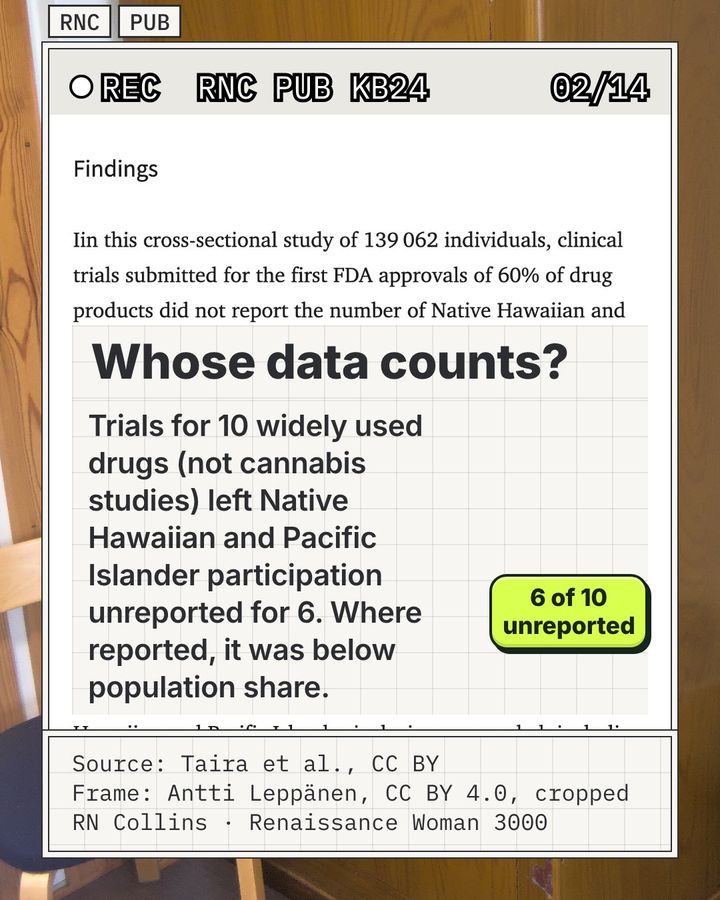 RNC PUB
REC RNC PUB KB24 02/14
Findings
Iin this cross-sectional study of 139 062 individuals, clinical
trials submitted for the first FDA approvals of 60% of drug
products did not report the number of Native Hawaiian and
Whose data counts?
Trials for 10 widely used
drugs (not cannabis
studies) left Native
Hawaiian and Pacific
Islander participation
unreported for 6. Where
reported, it was below
population share.
6 of 10
unreported
Source: Taira et al., CC BY
Frame: Antti Leppänen, CC BY 4.0, cropped
RN Collins · Renaissance Woman 3000